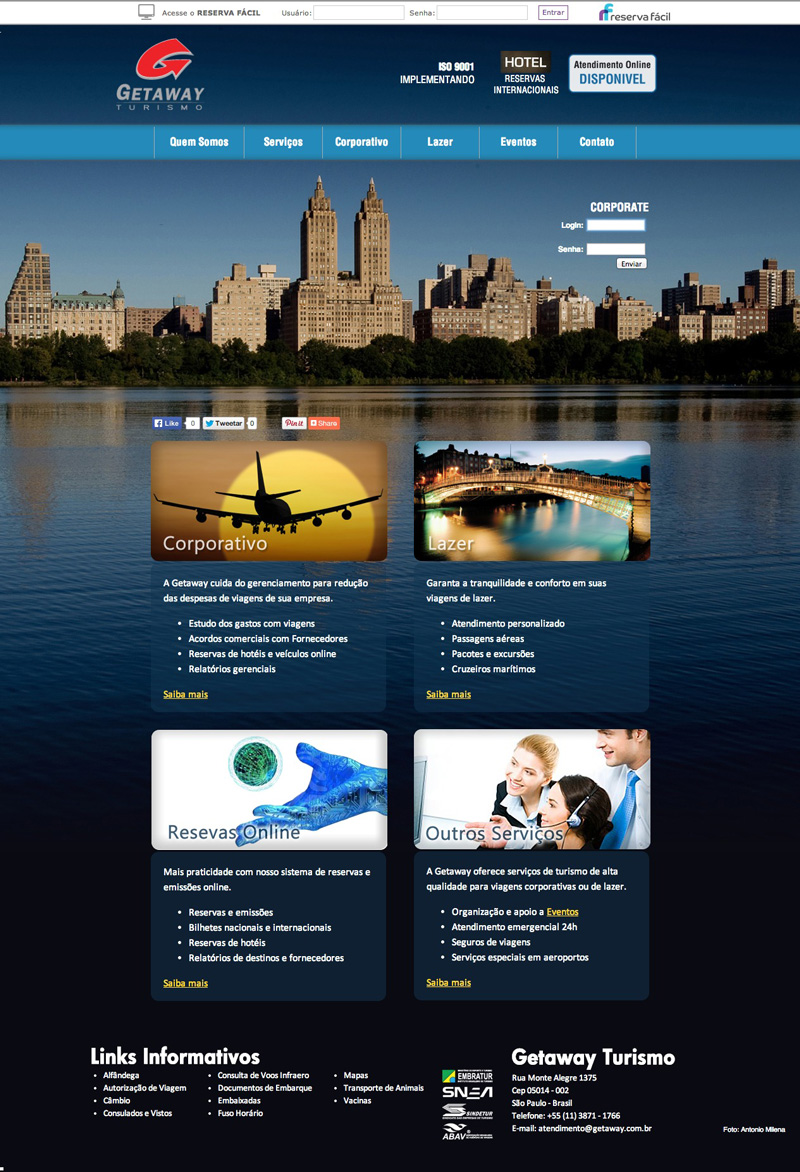 Acesse o RESERVA FÁCIL Usuário: Senha: Entrar reserva fácil
GETAWAY
TURISMO
ISO 9001
IMPLEMENTANDO
HOTEL
RESERVAS
INTERNACIONAIS
Atendimento Online
DISPONIVEL
Quem Somos Serviços Corporativo Lazer Eventos Contato
CORPORATE
Login:
Senha:
Enviar
Like 0 Tweetar 0 Pin it Share
Corporativo
A Getaway cuida do gerenciamento para redução
das despesas de viagens de sua empresa.
• Estudo dos gastos com viagens
• Acordos comerciais com Fornecedores
• Reservas de hotéis e veículos online
• Relatórios gerenciais
Saiba mais
Lazer
Garanta a tranquilidade e conforto em suas
viagens de lazer.
• Atendimento personalizado
• Passagens aéreas
• Pacotes e excursões
• Cruzeiros marítimos
Saiba mais
Resevas Online
Mais praticidade com nosso sistema de reservas e
emissões online.
• Reservas e emissões
• Bilhetes nacionais e internacionais
• Reservas de hotéis
• Relatórios de destinos e fornecedores
Saiba mais
Outros Serviços
A Getaway oferece serviços de turismo de alta
qualidade para viagens corporativas ou de lazer.
• Organização e apoio a Eventos
• Atendimento emergencial 24h
• Seguros de viagens
• Serviços especiais em aeroportos
Saiba mais
Links Informativos
• Alfândega
• Autorização de Viagem
• Câmbio
• Consulados e Vistos
• Consulta de Voos Infraero
• Documentos de Embarque
• Embaixadas
• Fuso Horário
• Mapas
• Transporte de Animais
• Vacinas
EMBRATUR
SNEA
SINDETUR
ABAV
Getaway Turismo
Rua Monte Alegre 1375
Cep 05014 - 002
São Paulo - Brasil
Telefone: +55 (11) 3871 - 1766
E-mail: atendimento@getaway.com.br
Foto: Antonio Milena